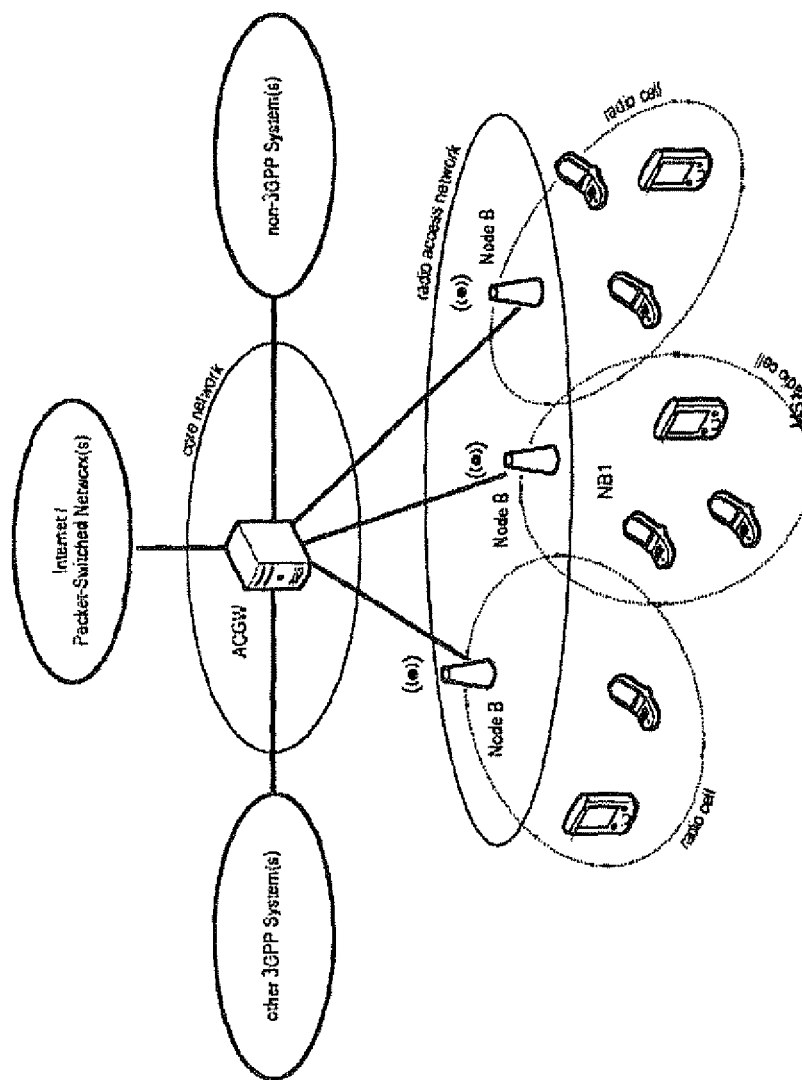 Internet /
Packet-Switched Network(s)
other 3GPP System(s)
ACGW
core network
non-3GPP System(s)
radio access network
Node B
Node B
Node B
NB1
radio cell
radio cell
radio cell